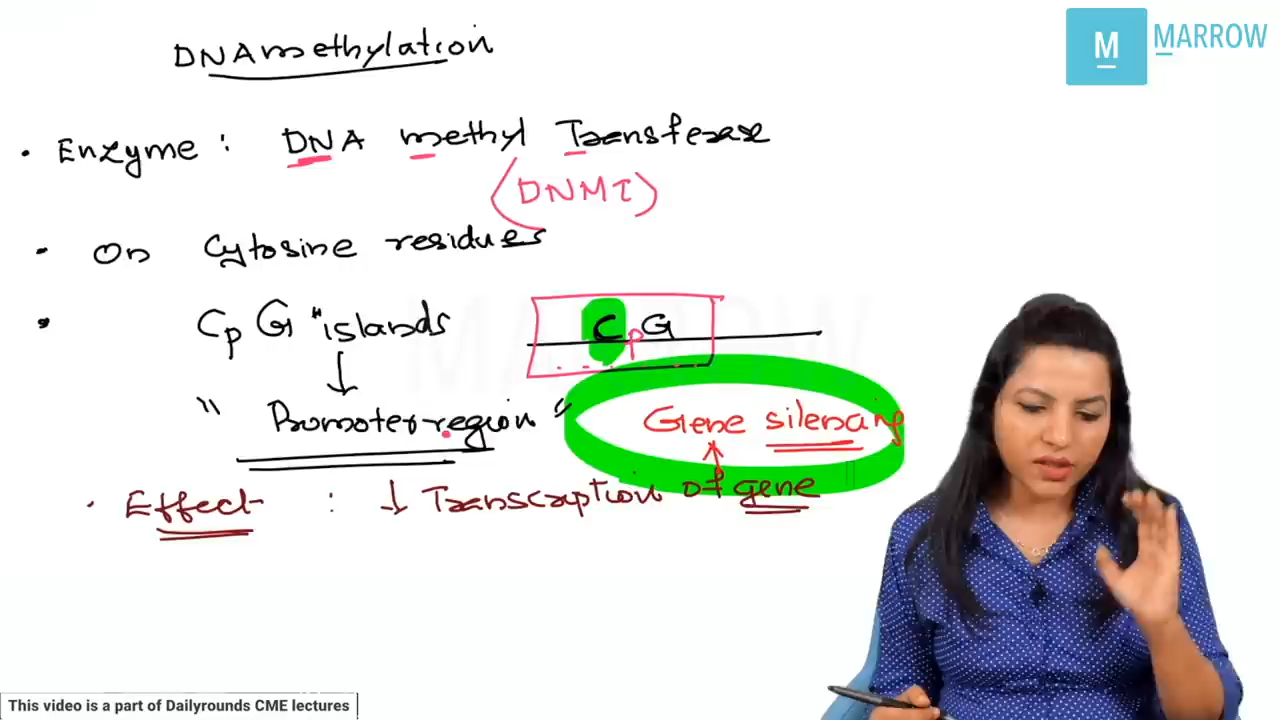 DNA methylation
M MARROW
• Enzyme : DNA methyl Transferase
(DNMT)
• On Cytosine residues
• CpG "islands
CpG
" Promoter-region "
Gene silencing
• Effect : ↓ Transcription of gene
MARROW
This video is a part of Dailyrounds CME lectures